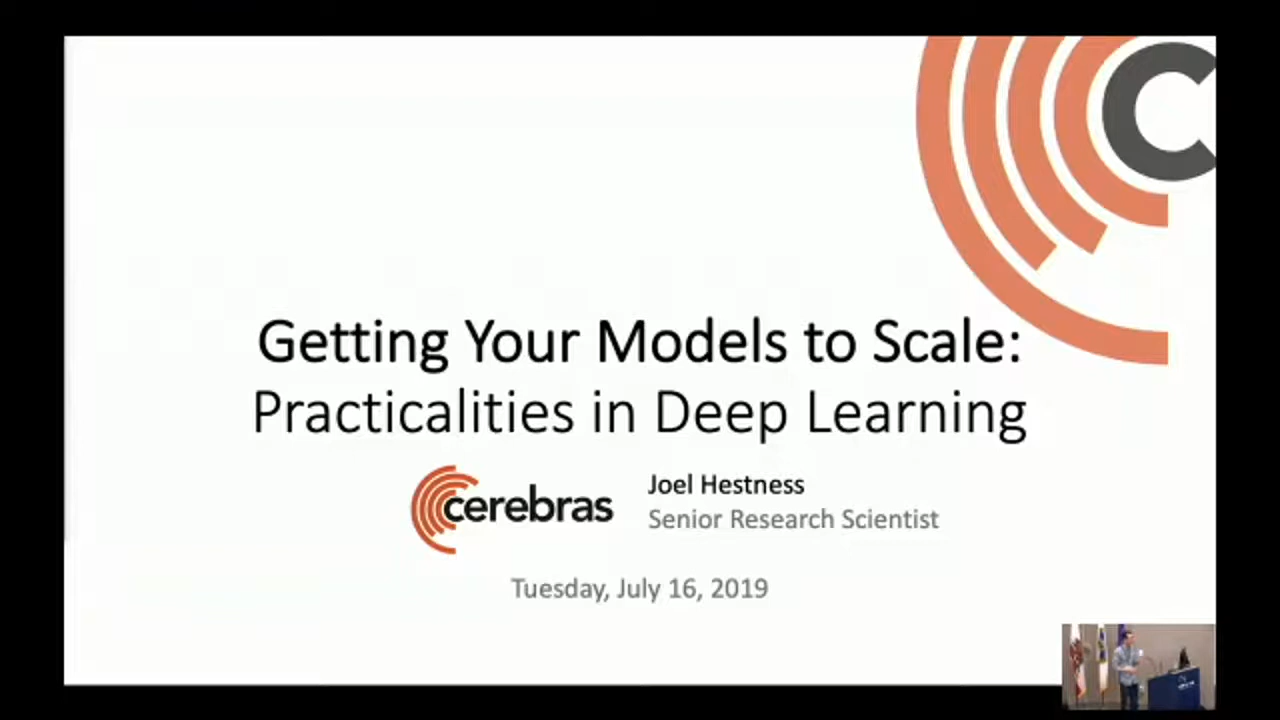 Getting Your Models to Scale:
Practicalities in Deep Learning
cerebras
Joel Hestness
Senior Research Scientist
Tuesday, July 16, 2019